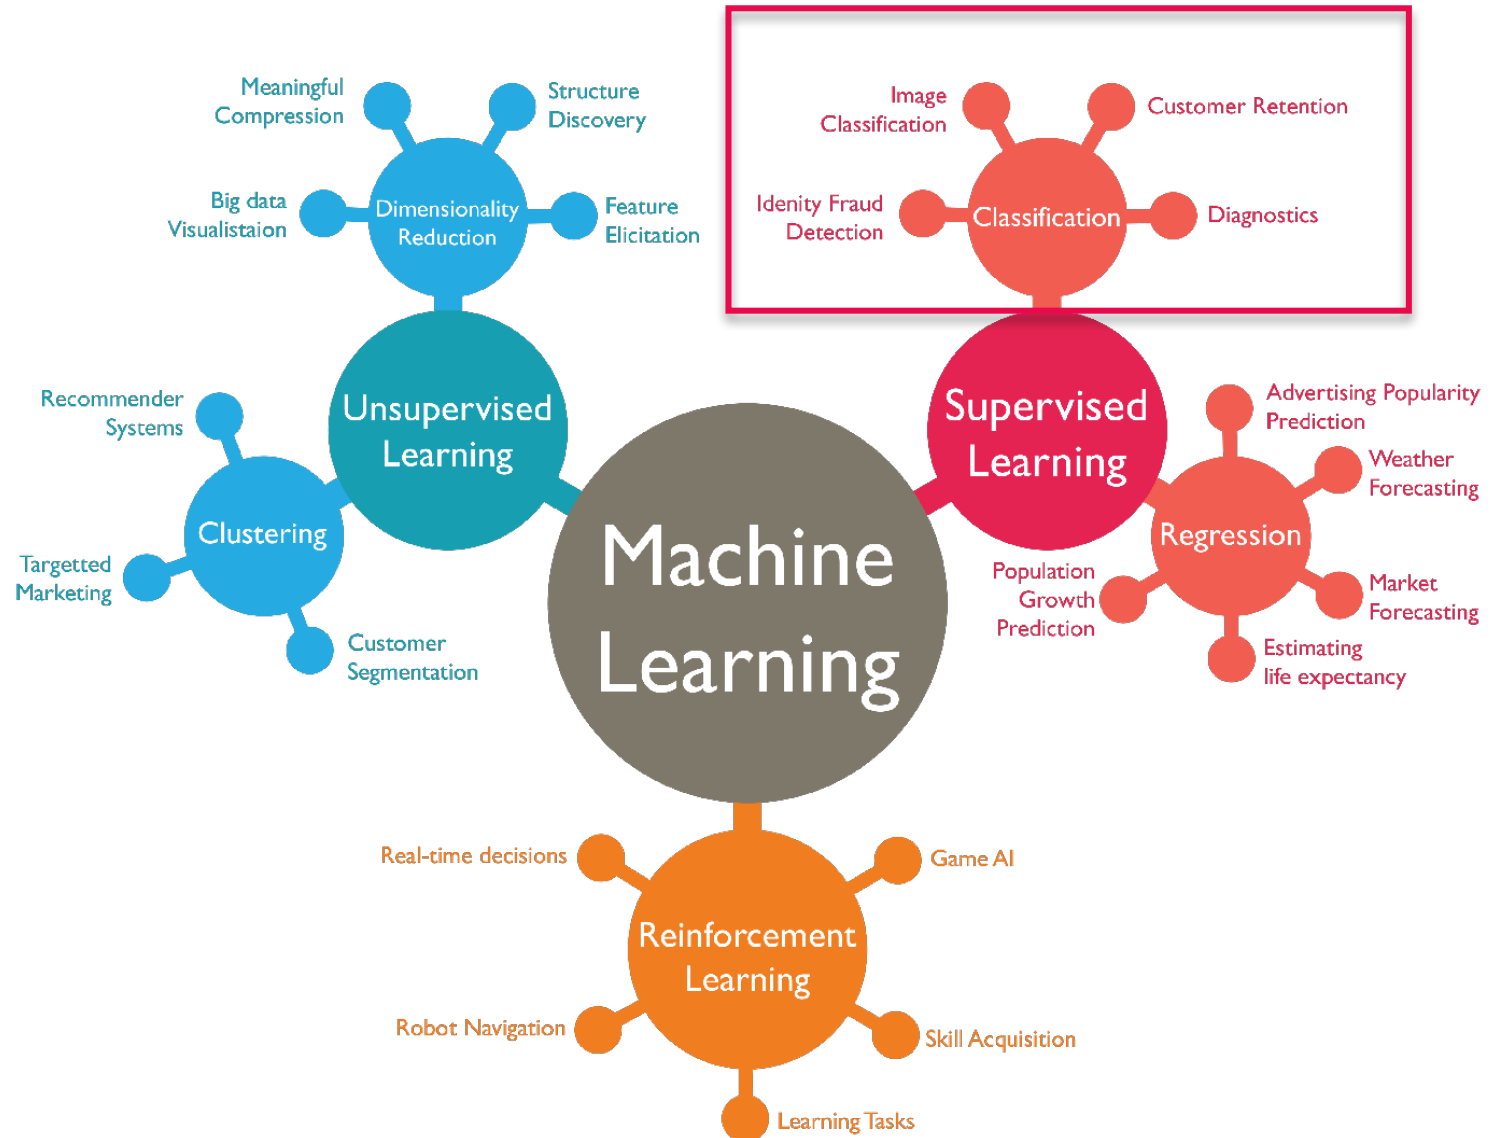 Meaningful
Compression
Structure
Discovery
Big data
Visualistaion
Dimensionality
Reduction
Feature
Elicitation
Image
Classification
Customer Retention
Idenity Fraud
Detection
Classification
Diagnostics
Unsupervised
Learning
Recommender
Systems
Clustering
Targetted
Marketing
Customer
Segmentation
Supervised
Learning
Advertising Popularity
Prediction
Weather
Forecasting
Regression
Population
Growth
Prediction
Market
Forecasting
Estimating
life expectancy
Machine
Learning
Real-time decisions
Game AI
Reinforcement
Learning
Robot Navigation
Skill Acquisition
Learning Tasks